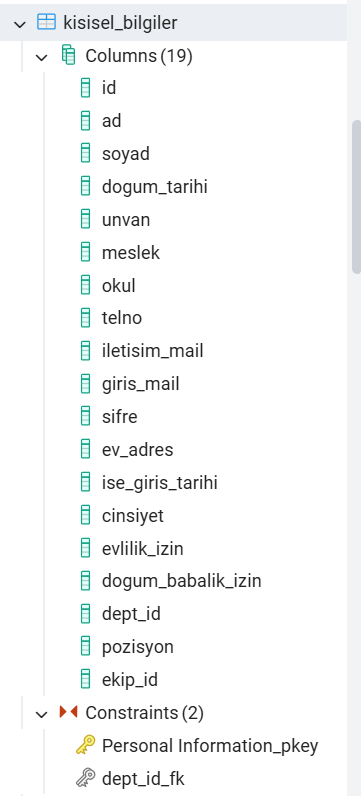 kisisel_bilgiler
Columns (19)
id
ad
soyad
dogum_tarihi
unvan
meslek
okul
telno
iletisim_mail
giris_mail
sifre
ev_adres
ise_giris_tarihi
cinsiyet
evlilik_izin
dogum_babalik_izin
dept_id
pozisyon
ekip_id
Constraints (2)
Personal Information_pkey
dept_id_fk